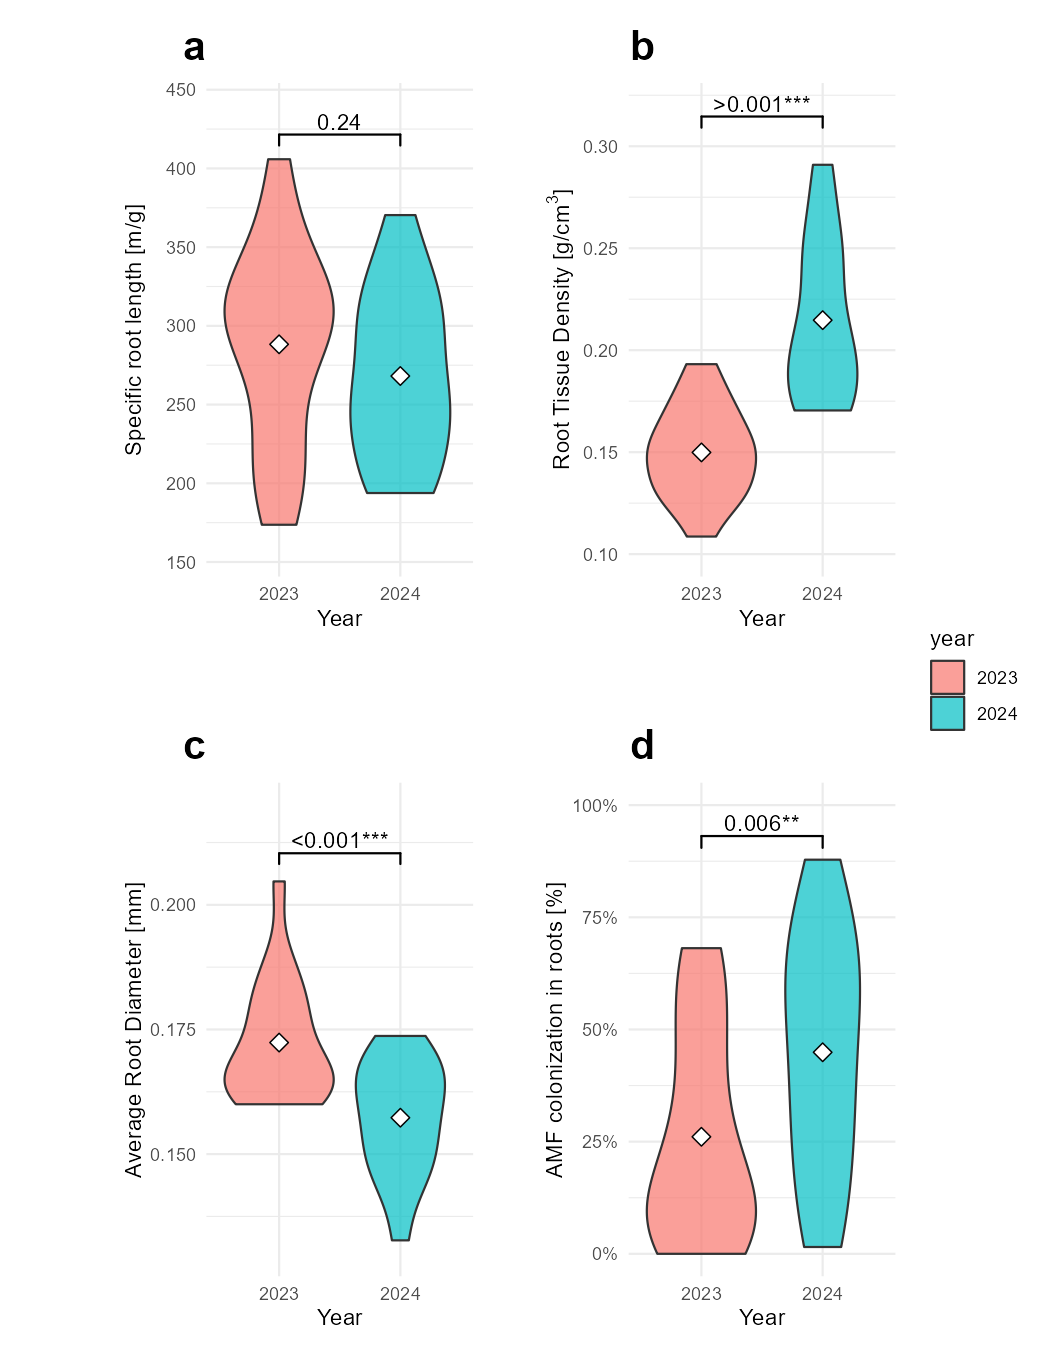 a
450
400
350
300
250
200
150
Specific root length [m/g]
0.24
2023 2024
Year
b
0.30
0.25
0.20
0.15
0.10
Root Tissue Density [g/cm³]
>0.001***
2023 2024
Year
year
2023
2024
c
0.200
0.175
0.150
Average Root Diameter [mm]
<0.001***
2023 2024
Year
d
100%
75%
50%
25%
0%
AMF colonization in roots [%]
0.006**
2023 2024
Year